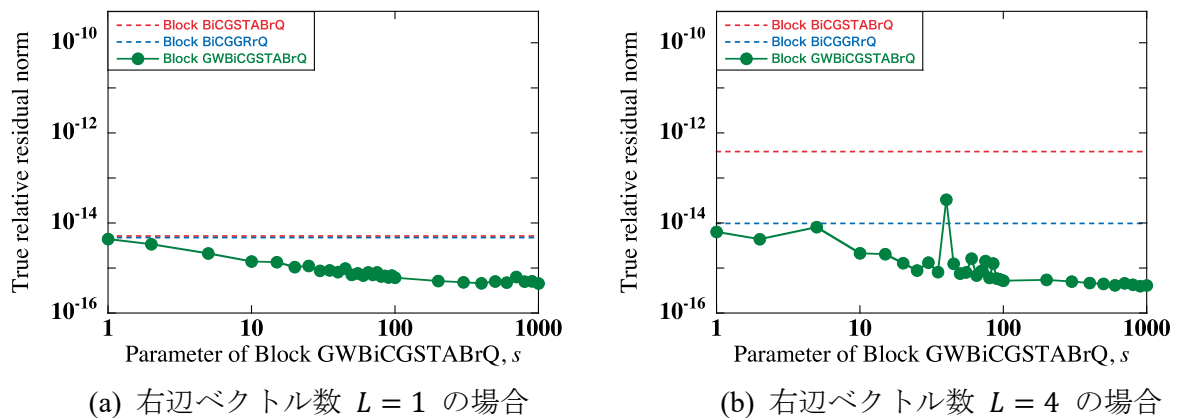 Block BiCGSTABrQ
Block BiCGGRrQ
Block GWBiCGSTABrQ
True relative residual norm
10-10
10-12
10-14
10-16
1
10
100
1000
Parameter of Block GWBiCGSTABrQ, s
(a) 右辺ベクトル数 L = 1 の場合
Block BiCGSTABrQ
Block BiCGGRrQ
Block GWBiCGSTABrQ
True relative residual norm
10-10
10-12
10-14
10-16
1
10
100
1000
Parameter of Block GWBiCGSTABrQ, s
(b) 右辺ベクトル数 L = 4 の場合